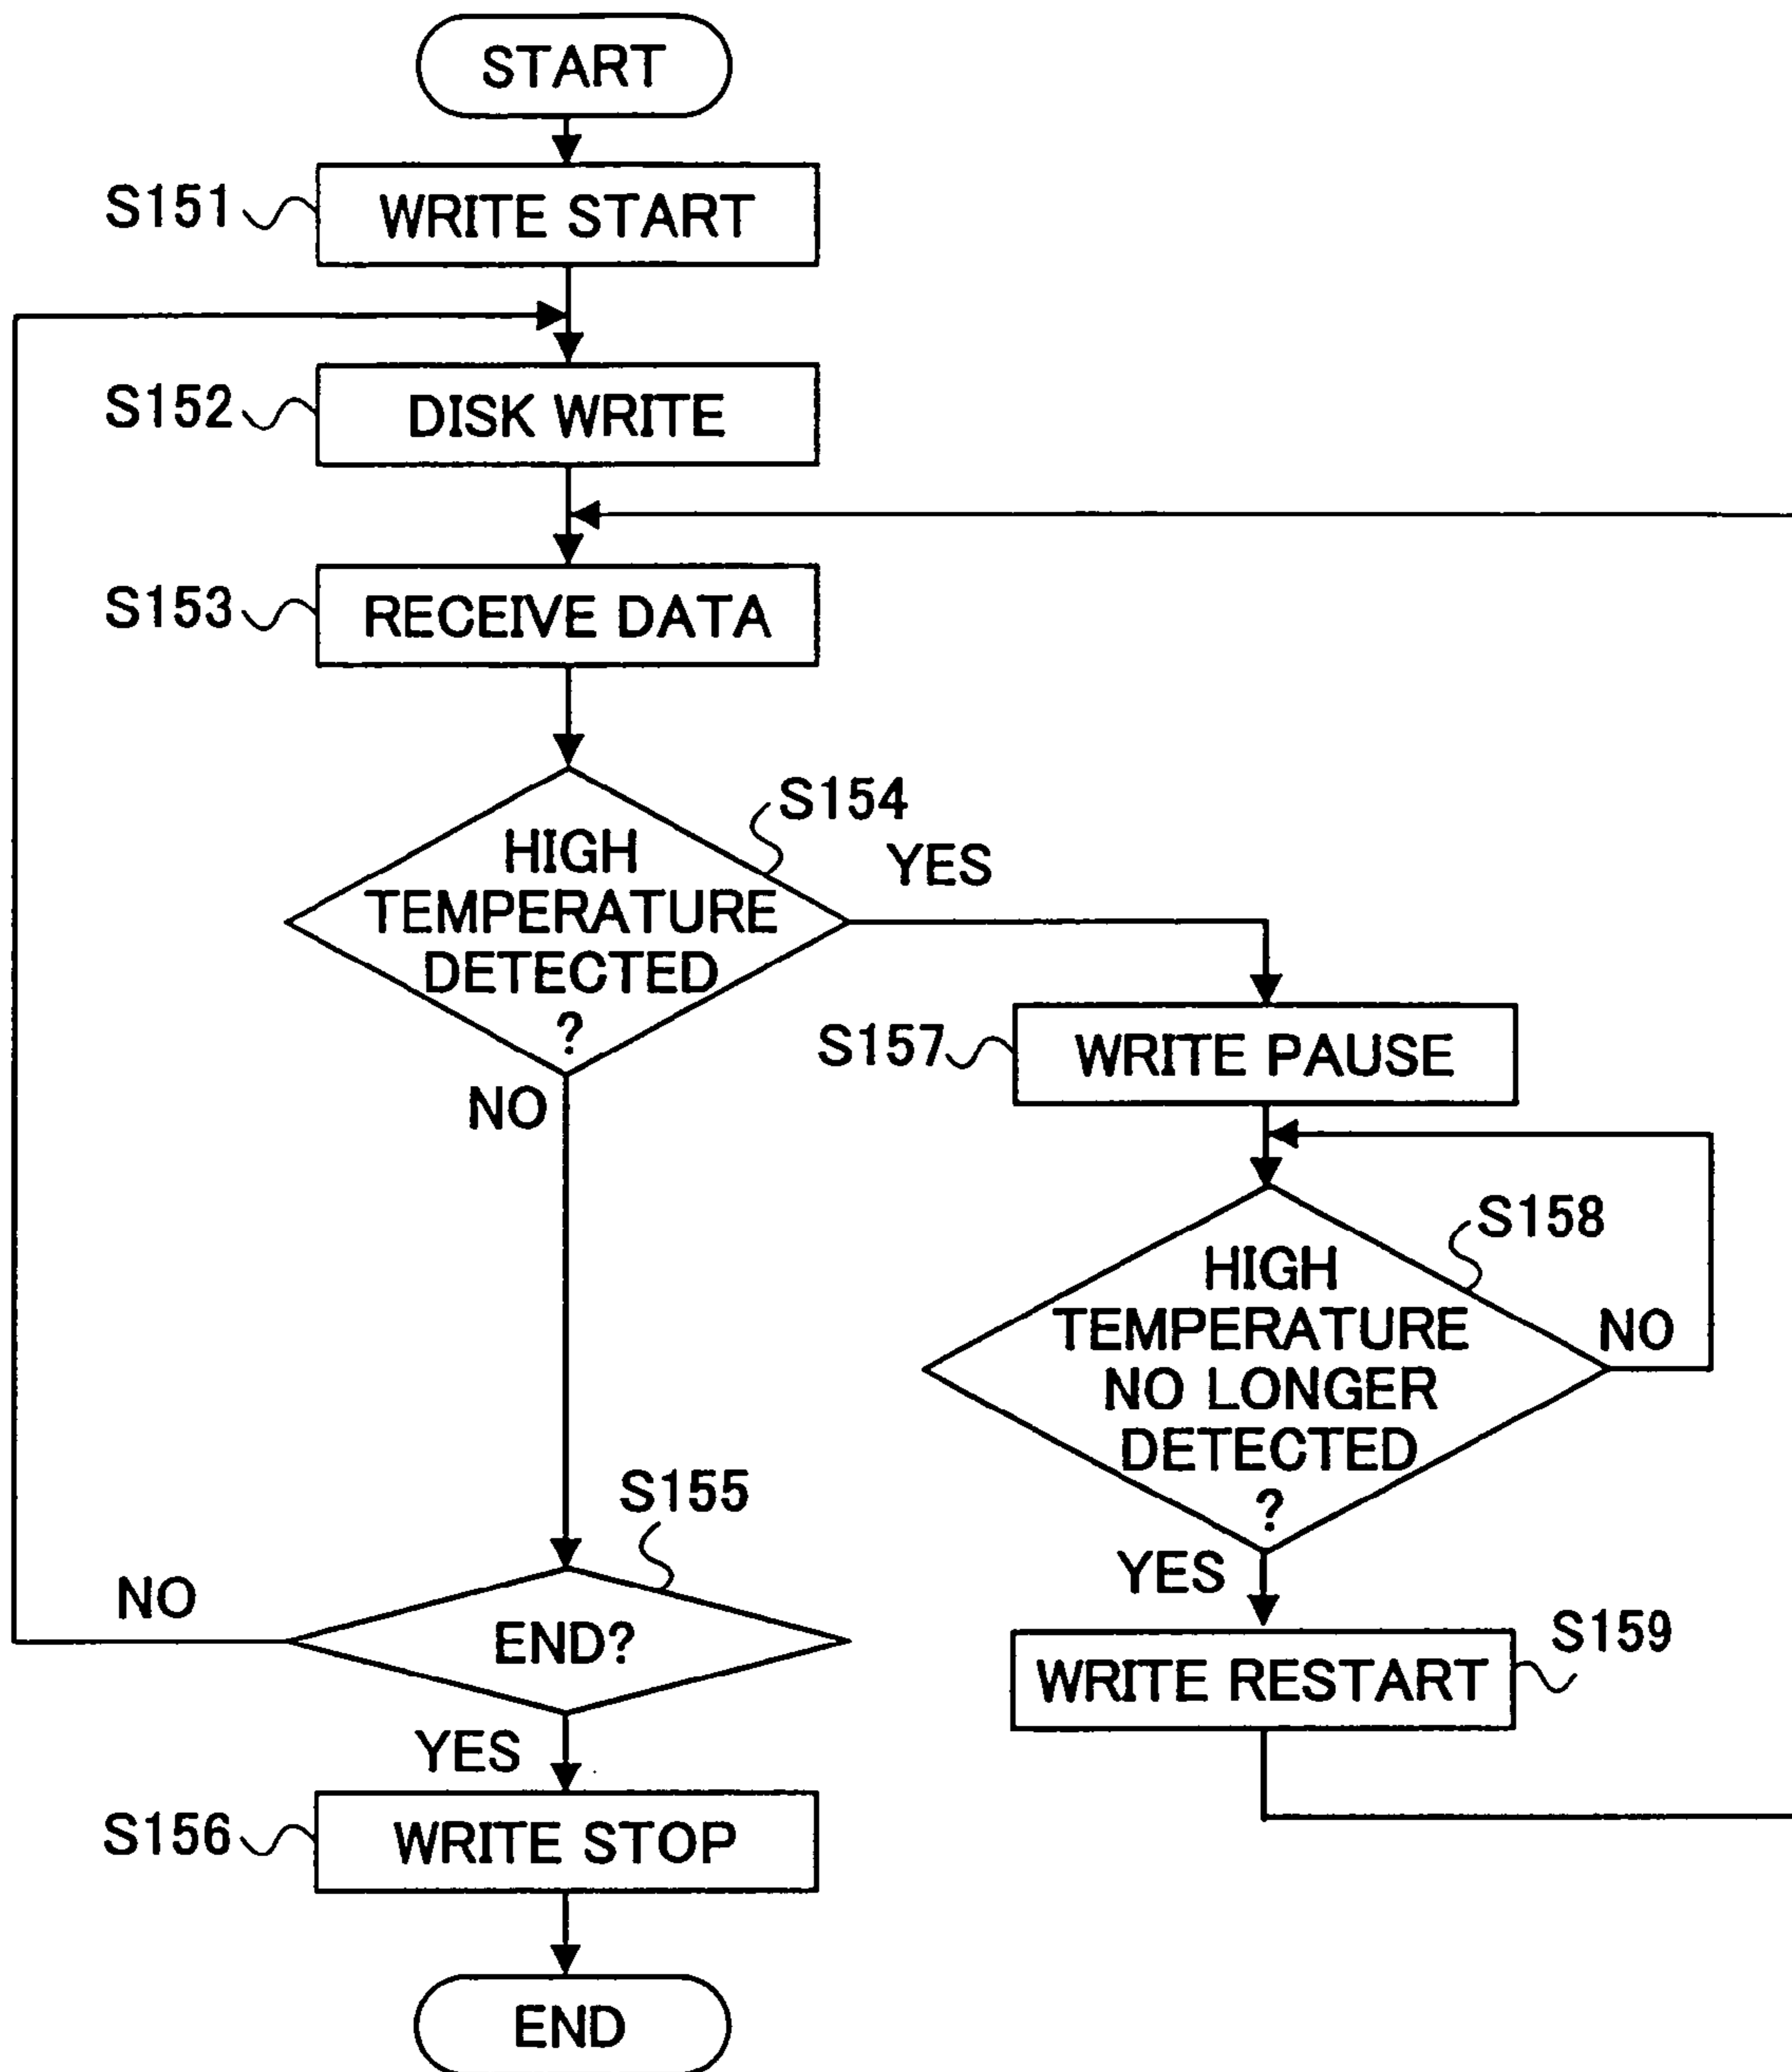 START
S151
WRITE START
S152
DISK WRITE
S153
RECEIVE DATA
S154
HIGH
TEMPERATURE
DETECTED
?
YES
NO
S157
WRITE PAUSE
S158
HIGH
TEMPERATURE
NO LONGER
DETECTED
?
NO
YES
S159
WRITE RESTART
S155
END?
NO
YES
S156
WRITE STOP
END